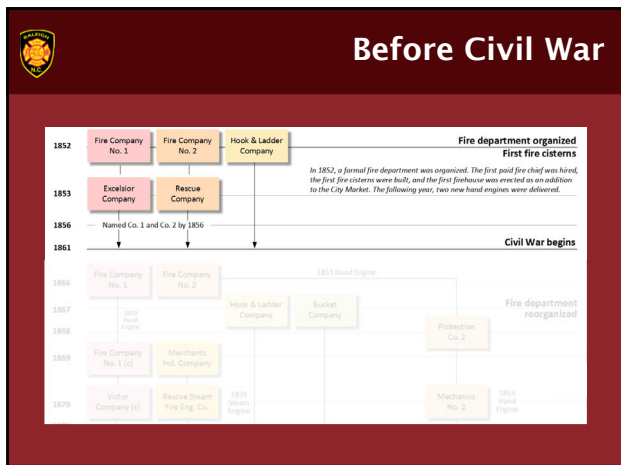 RALEIGH
N.C.
Before Civil War
1852
Fire Company
No. 1
Fire Company
No. 2
Hook & Ladder
Company
Fire department organized
First fire cisterns
In 1852, a formal fire department was organized. The first paid fire chief was hired,
the first fire cisterns were built, and the first firehouse was erected as an addition
to the City Market. The following year, two new hand engines were delivered.
1853
Excelsior
Company
Rescue
Company
1856
Named Co. 1 and Co. 2 by 1856
1861
Civil War begins
1866
Fire Company
No. 1
Fire Company
No. 2
1853 Hand Engine
1867
1853
Hand
Engine
Hook & Ladder
Company
Bucket
Company
Fire department
reorganized
1868
Protection
Co. 2
1869
Fire Company
No. 1 (c)
Merchants
Ind. Company
1870
Victor
Company (c)
Rescue Steam
Fire Eng. Co.
1870
Steam
Engine
Mechanics
No. 2
1853
Hand
Engine